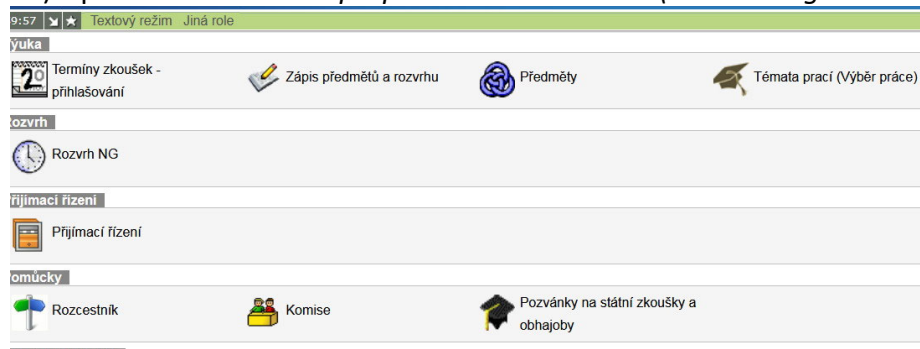 9:57 Textový režim Jiná role
ýuka
Termíny zkoušek - přihlašování
Zápis předmětů a rozvrhu
Předměty
Témata prací (Výběr práce)
ozvrh
Rozvrh NG
řijímací řízení
Přijímací řízení
omůcky
Rozcestník
Komise
Pozvánky na státní zkoušky a
obhajoby